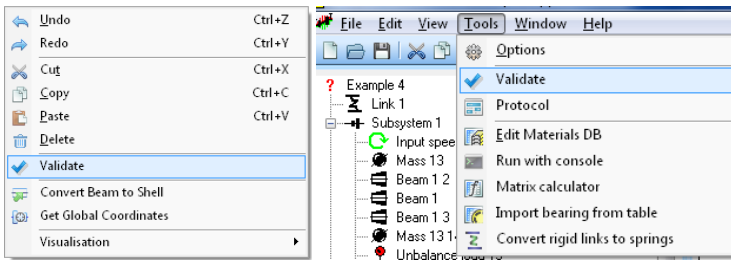 Undo Ctrl+Z
Redo Ctrl+Y
Cut Ctrl+X
Copy Ctrl+C
Paste Ctrl+V
Delete
Validate
Convert Beam to Shell
Get Global Coordinates
Visualisation
File Edit View Tools Window Help
Example 4
Link 1
Subsystem 1
Input spee
Mass 13
Beam 1 2
Beam 1
Beam 1 3
Mass 13 1
Unbalance load 13
Options
Validate
Protocol
Edit Materials DB
Run with console
Matrix calculator
Import bearing from table
Convert rigid links to springs